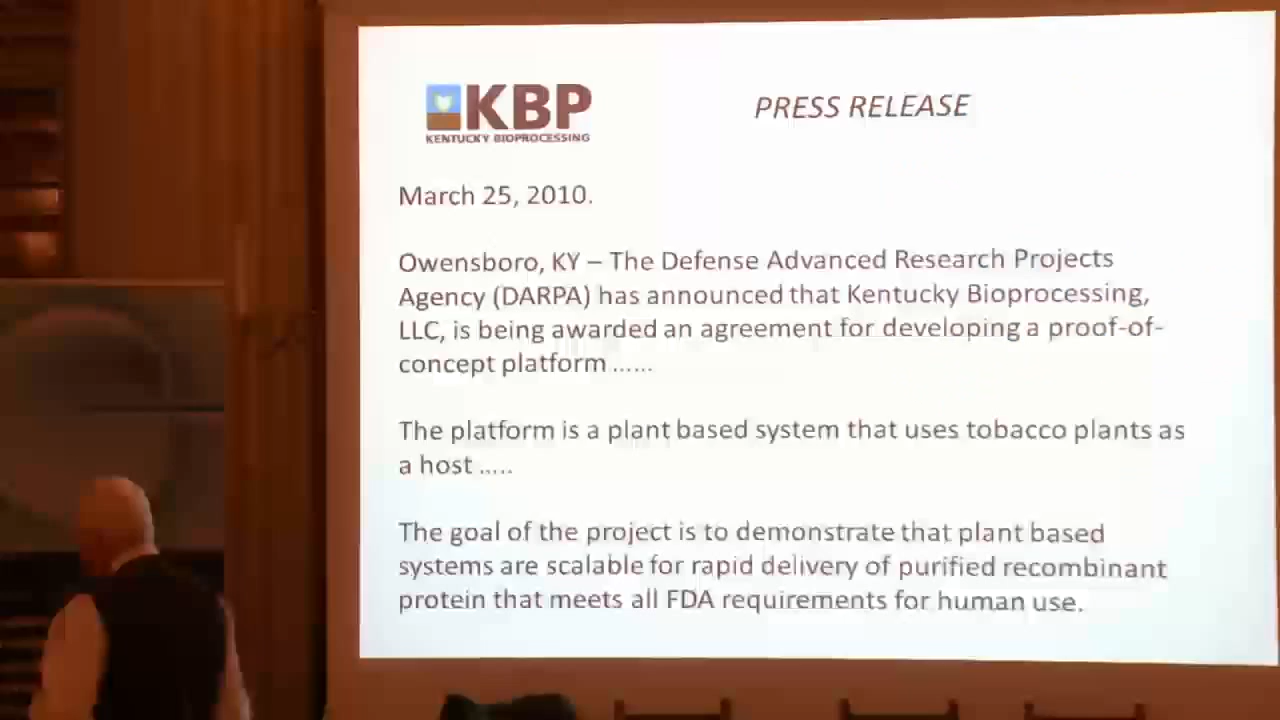 KBP
KENTUCKY BIOPROCESSING
PRESS RELEASE
March 25, 2010.
Owensboro, KY – The Defense Advanced Research Projects
Agency (DARPA) has announced that Kentucky Bioprocessing,
LLC, is being awarded an agreement for developing a proof-of-
concept platform ......
The platform is a plant based system that uses tobacco plants as
a host .....
The goal of the project is to demonstrate that plant based
systems are scalable for rapid delivery of purified recombinant
protein that meets all FDA requirements for human use.